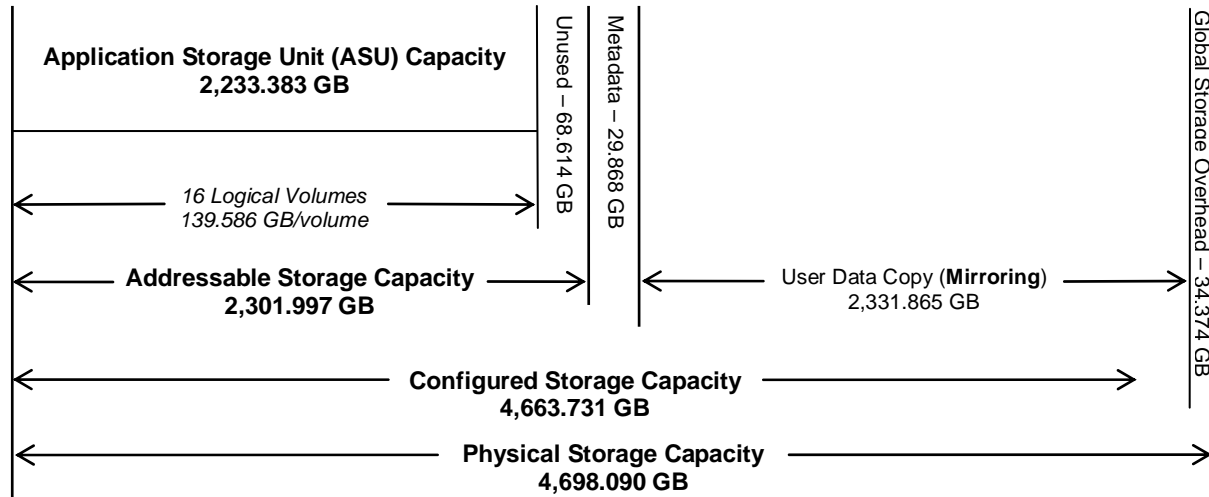 Application Storage Unit (ASU) Capacity
2,233.383 GB
Unused – 68.614 GB
Metadata – 29.868 GB
Global Storage Overhead – 34.374 GB
16 Logical Volumes
139.586 GB/volume
Addressable Storage Capacity
2,301.997 GB
User Data Copy (Mirroring)
2,331.865 GB
Configured Storage Capacity
4,663.731 GB
Physical Storage Capacity
4,698.090 GB